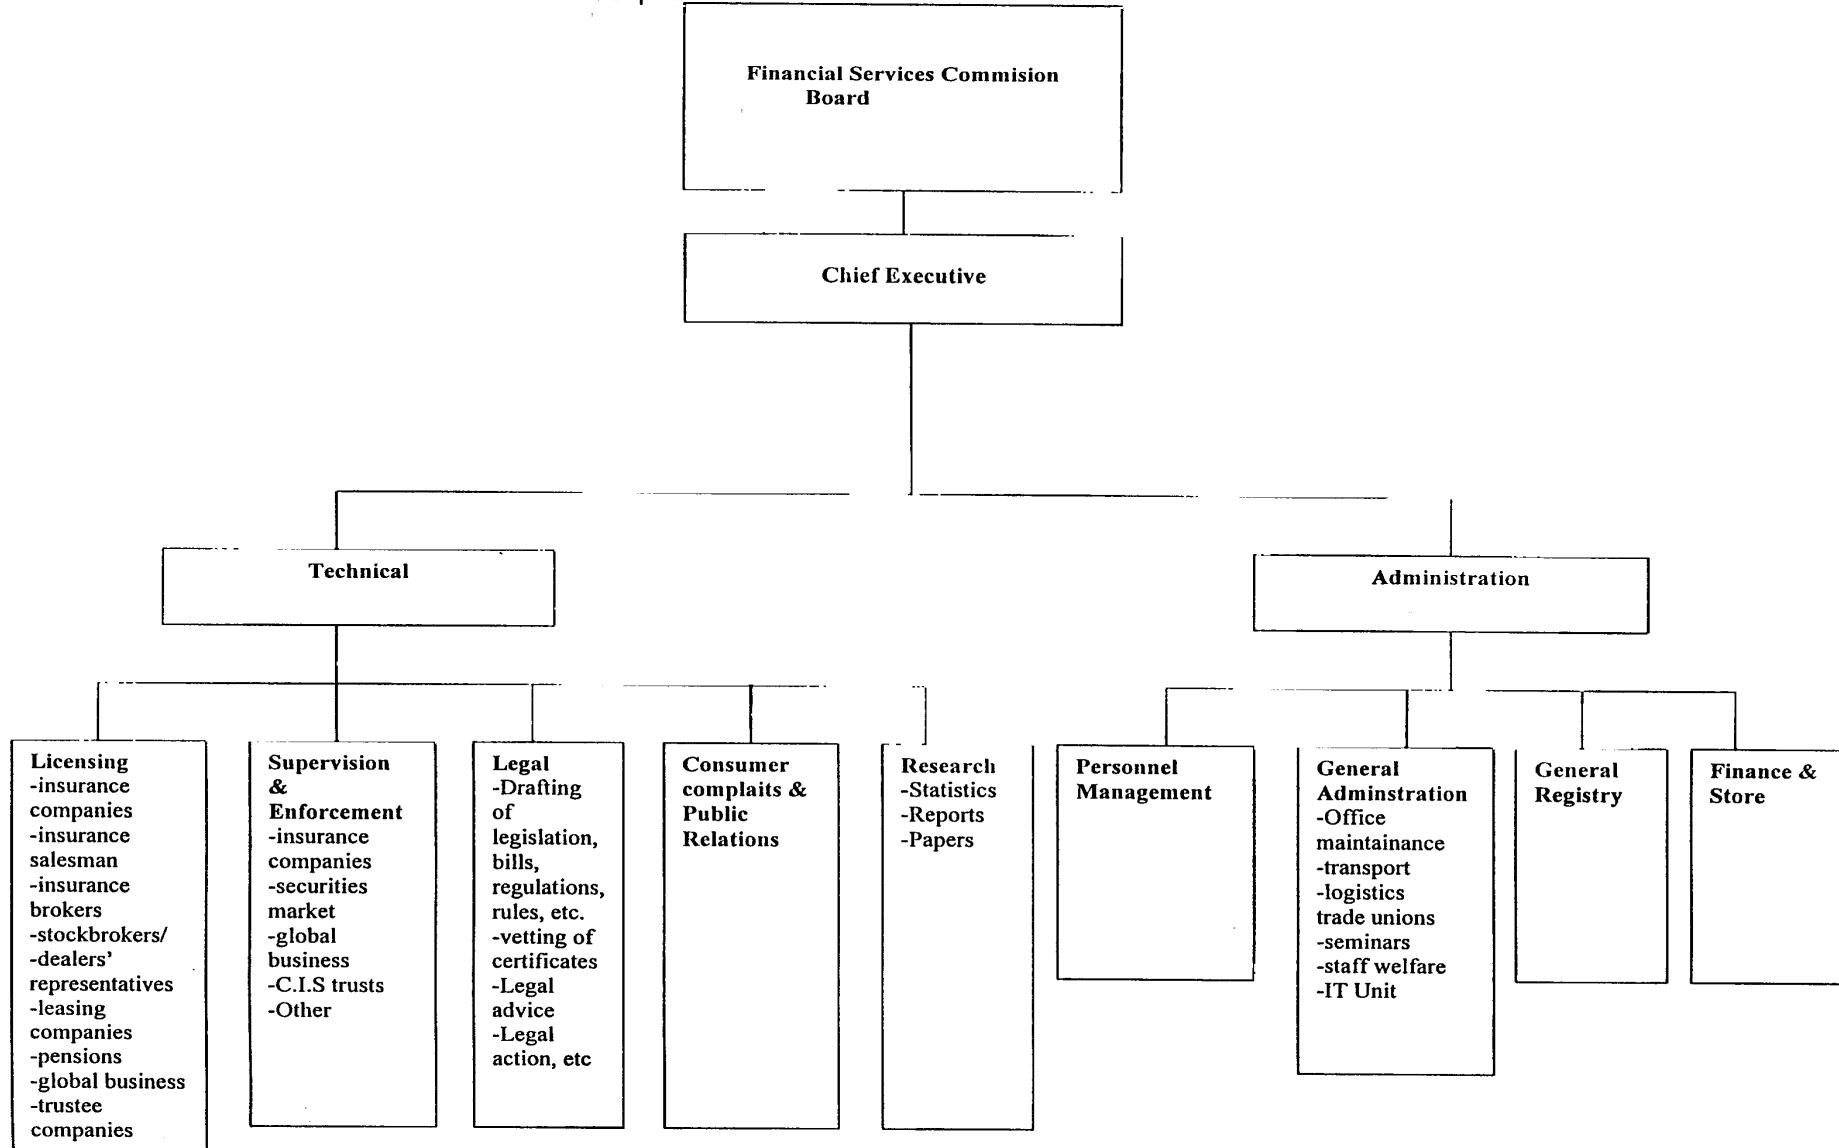 Financial Services Commision
Board
Chief Executive
Technical
Administration
Licensing
-insurance
companies
-insurance
salesman
-insurance
brokers
-stockbrokers/
-dealers'
representatives
-leasing
companies
-pensions
-global business
-trustee
companies
Supervision
&
Enforcement
-insurance
companies
-securities
market
-global
business
-C.I.S trusts
-Other
Legal
-Drafting
of
legislation,
bills,
regulations,
rules, etc.
-vetting of
certificates
-Legal
advice
-Legal
action, etc
Consumer
complaits &
Public
Relations
Research
-Statistics
-Reports
-Papers
Personnel
Management
General
Adminstration
-Office
maintainance
-transport
-logistics
trade unions
-seminars
-staff welfare
-IT Unit
General
Registry
Finance &
Store